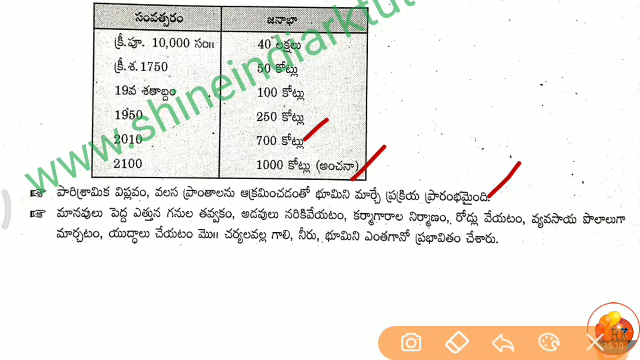 సంవత్సరం జనాభా
క్రీ.పూ. 10,000 సం॥ 40 లక్షలు
క్రీ.శ.1750 50 కోట్లు
19వ శతాబ్దం 100 కోట్లు
1950 250 కోట్లు
2010 700 కోట్లు
2100 1000 కోట్లు (అంచనా)
పారిశ్రామిక విప్లవం, వలస ప్రాంతాలను ఆక్రమించడంతో భూమిని మార్చే ప్రక్రియ ప్రారంభమైంది.
మానవులు పెద్ద ఎత్తున గనుల తవ్వకం, అడవులు నరికివేయటం, కర్మాగారాల నిర్మాణం, రోడ్లు వేయటం, వ్యవసాయ పొలాలుగా
మార్చటం, యుద్ధాలు చేయటం మొ॥ చర్యలవల్ల గాలి, నీరు, భూమిని ఎంతగానో ప్రభావితం చేశారు.
www.shineindiarktut